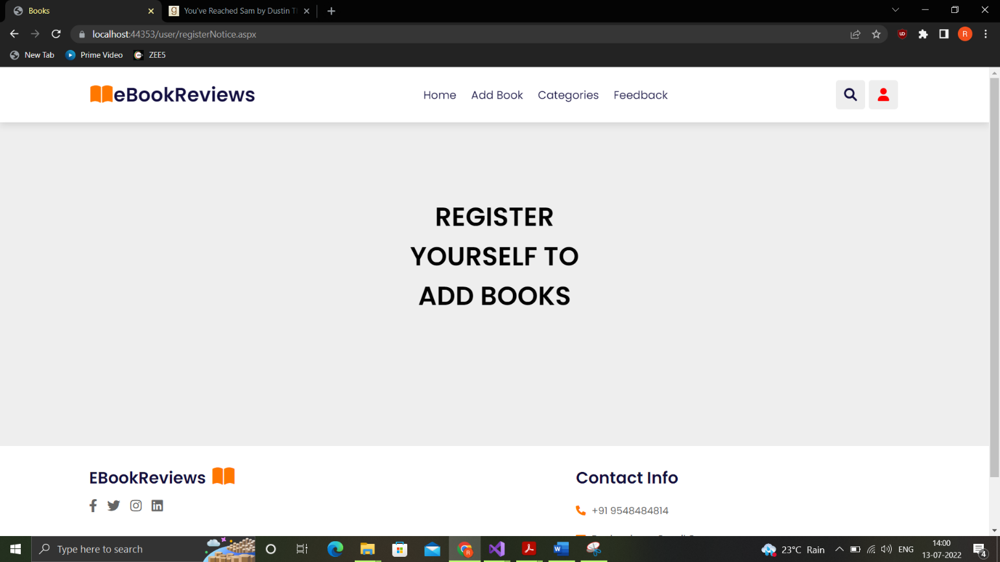 Books
You've Reached Sam by Dustin T
localhost:44353/user/registerNotice.aspx
R
New Tab
Prime Video
ZEE5
eBookReviews
Home
Add Book
Categories
Feedback
REGISTER
YOURSELF TO
ADD BOOKS
EBookReviews
Contact Info
+91 9548484814
Type here to search
23°C Rain
ENG
14:00
13-07-2022
4